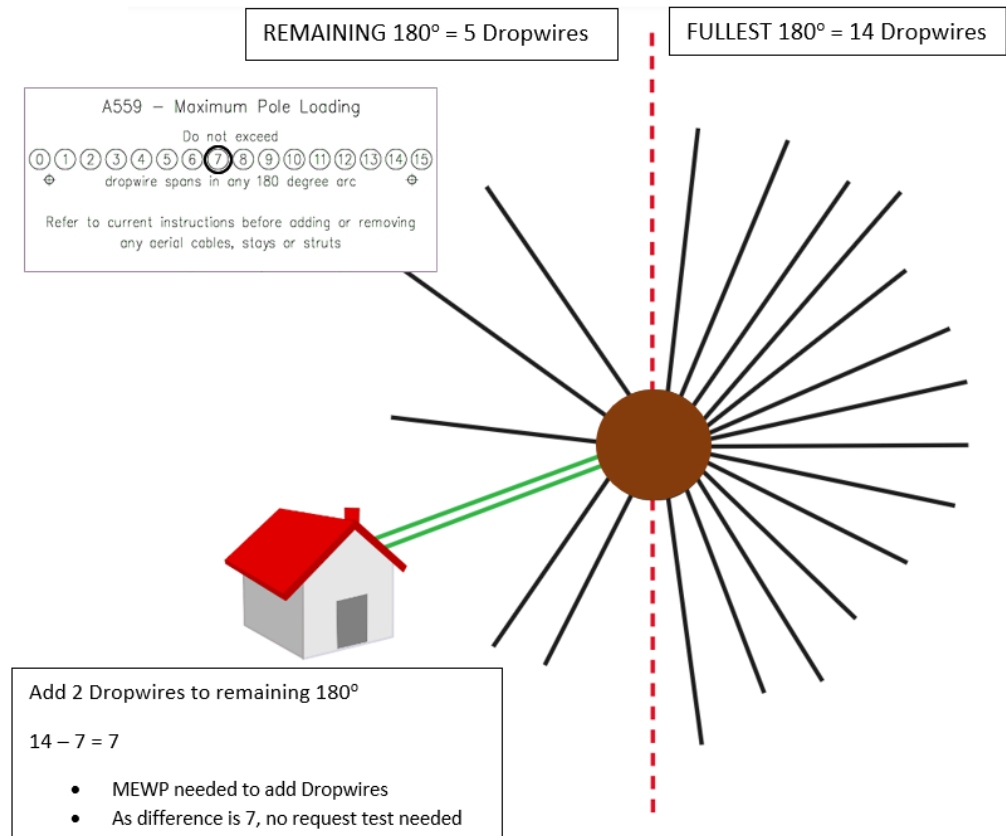 REMAINING 180° = 5 Dropwires
FULLEST 180° = 14 Dropwires
A559 – Maximum Pole Loading
Do not exceed
0 1 2 3 4 5 6 7 8 9 10 11 12 13 14 15
dropwire spans in any 180 degree arc
Refer to current instructions before adding or removing
any aerial cables, stays or struts
Add 2 Dropwires to remaining 180°
14 – 7 = 7
• MEWP needed to add Dropwires
• As difference is 7, no request test needed